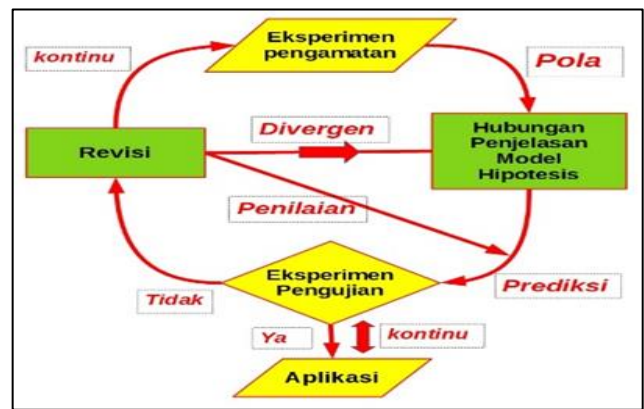 Eksperimen
pengamatan
kontinu
Pola
Divergen
Revisi
Hubungan
Penjelasan
Model
Hipotesis
Penilaian
Eksperimen
Pengujian
Tidak
Prediksi
Ya
kontinu
Aplikasi